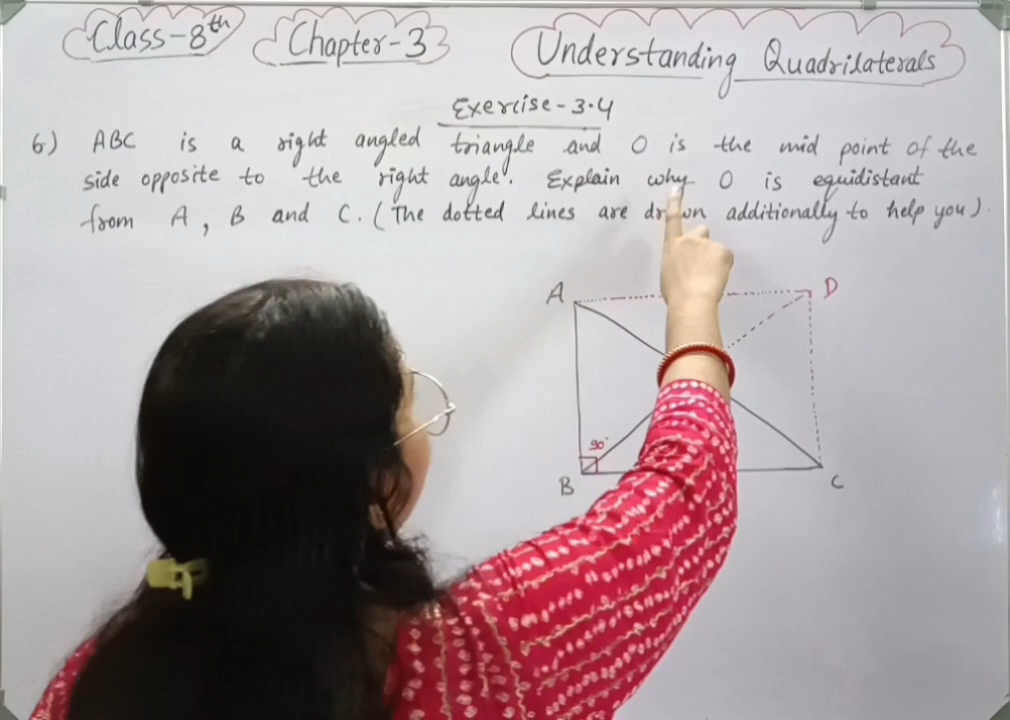 Class-8th Chapter-3 Understanding Quadrilaterals
Exercise-3.4
6) ABC is a right angled triangle and O is the mid point of the
side opposite to the right angle. Explain why O is equidistant
from A, B and C. (The dotted lines are drawn additionally to help you).
A D
90°
B C